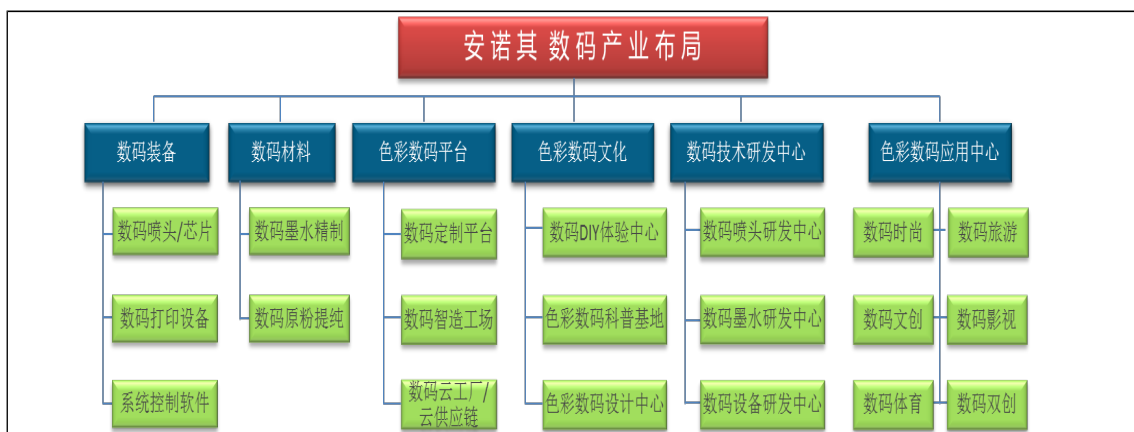 安诺其 数码产业布局
数码装备
数码材料
色彩数码平台
色彩数码文化
数码技术研发中心
色彩数码应用中心
数码喷头/芯片
数码墨水精制
数码定制平台
数码DIY体验中心
数码喷头研发中心
数码时尚
数码旅游
数码打印设备
数码原粉提纯
数码智造工场
色彩数码科普基地
数码墨水研发中心
数码文创
数码影视
系统控制软件
数码云工厂/
云供应链
色彩数码设计中心
数码设备研发中心
数码体育
数码双创